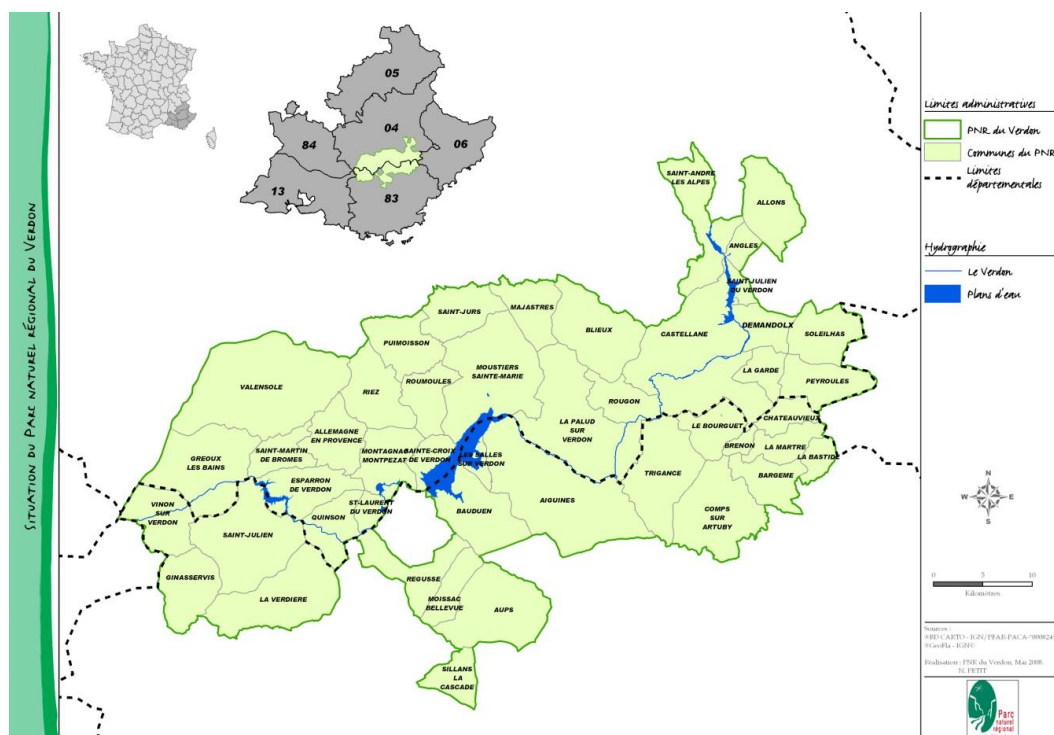 SITUATION DU PARC NATUREL RÉGIONAL DU VERDON
05
04
06
84
13
83
SAINT-ANDRE
LES ALPES
ALLONS
ANGLES
SAINT-JULIEN
DU VERDON
CASTELLANE
DEMANDOLX
SOLEILHAS
SAINT-JURS
MAJASTRES
BLIEUX
PUIMOISSON
MOUSTIERS
SAINTE-MARIE
LA GARDE
PEYROULES
VALENSOLE
RIEZ
ROUMOULES
ROUGON
CHATEAUVIEUX
LA PALUD
SUR
VERDON
LE BOURGUET
BRENON
LA MARTRE
LA BASTIDE
ALLEMAGNE
EN PROVENCE
SAINT-MARTIN
DE BROMES
MONTAGNAC
MONTPEZAT
SAINTE-CROIX
DE VERDON
LES SALLES
SUR VERDON
GREOUX
LES BAINS
TRIGANCE
BARGEME
ESPARRON
DE VERDON
AIGUINES
VINON
SUR
VERDON
QUINSON
ST-LAURENT
DU VERDON
BAUDUEN
COMPS
SUR
ARTUBY
SAINT-JULIEN
GINASSERVIS
LA VERDIERE
REGUSSE
MOISSAC
BELLEVUE
AUPS
SILLANS
LA
CASCADE
Limites administratives
PNR du Verdon
Communes du PNR
Limites
départementales
Hydrographie
Le Verdon
Plans d'eau
N
W E
S
0 5 10
Kilomètres
Sources :
©GeoFla - IGN©
Réalisation : PNR du Verdon, Mai 2008.
N. PETIT
Parc
naturel
régional